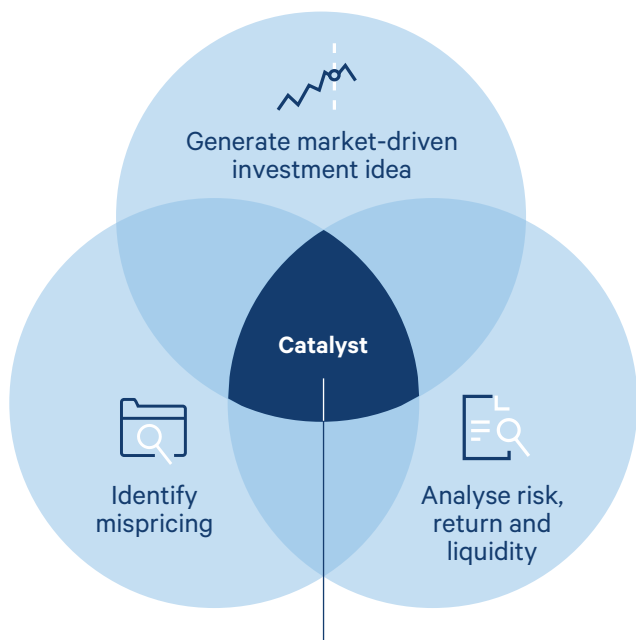 Generate market-driven
investment idea
Catalyst
Identify
mispricing
Analyse risk,
return and
liquidity